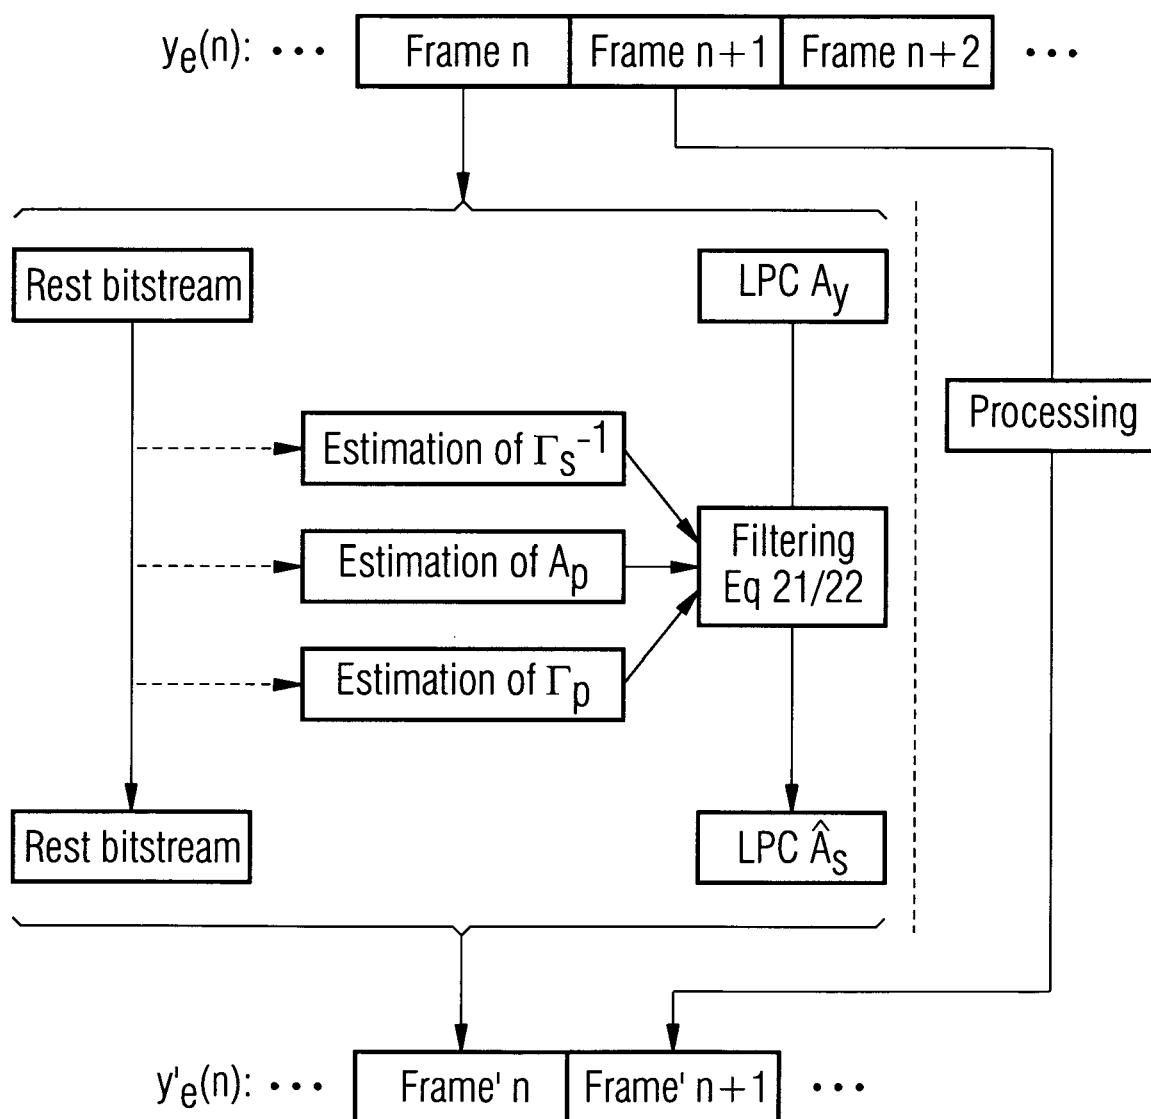 y_e(n): ••• Frame n Frame n+1 Frame n+2 •••
Rest bitstream
LPC A_y
Processing
Estimation of Γ_s^-1
Estimation of A_p
Estimation of Γ_p
Filtering
Eq 21/22
Rest bitstream
LPC Â_s
y'_e(n): ••• Frame' n Frame' n+1 •••